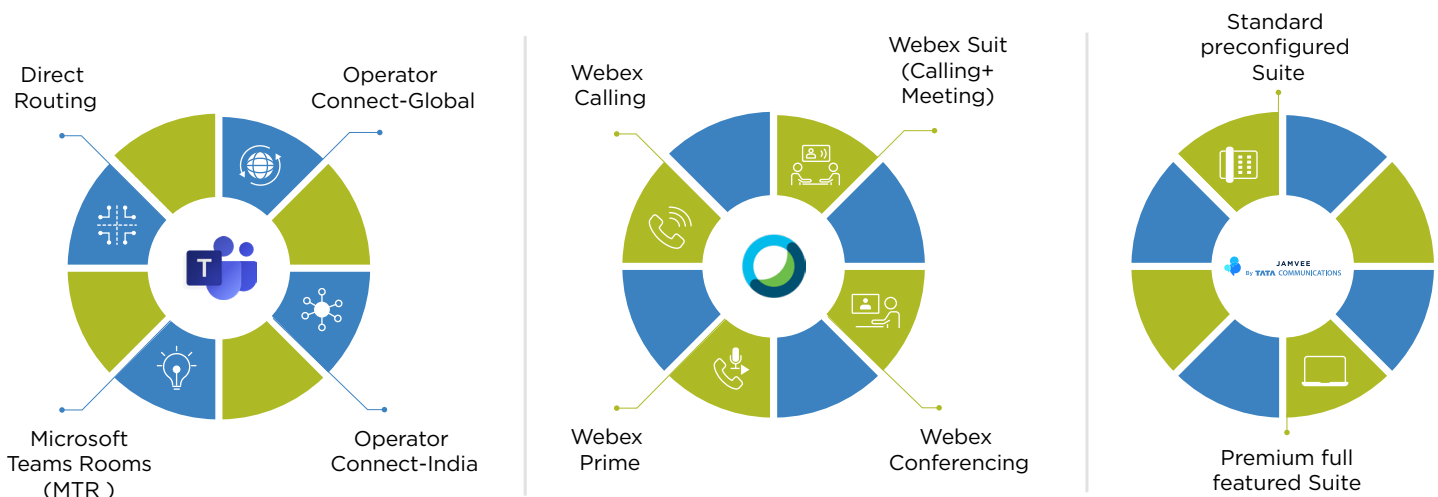 Direct
Routing
Operator
Connect-Global
T
Microsoft
Teams Rooms
(MTR )
Operator
Connect-India
Webex
Calling
Webex Suit
(Calling+
Meeting)
Webex
Prime
Webex
Conferencing
Standard
preconfigured
Suite
JAMVEE
By TATA COMMUNICATIONS
Premium full
featured Suite